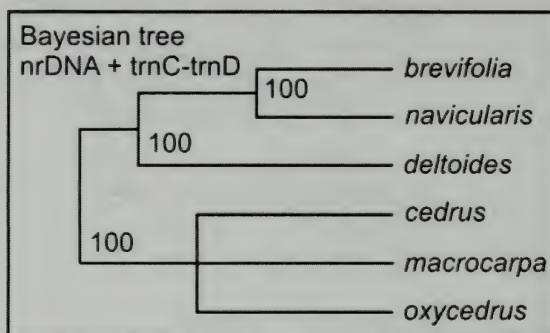 Bayesian tree
nrDNA + trnC-trnD
brevifolia
100
navicularis
100
deltoides
cedrus
100
macrocarpa
oxycedrus